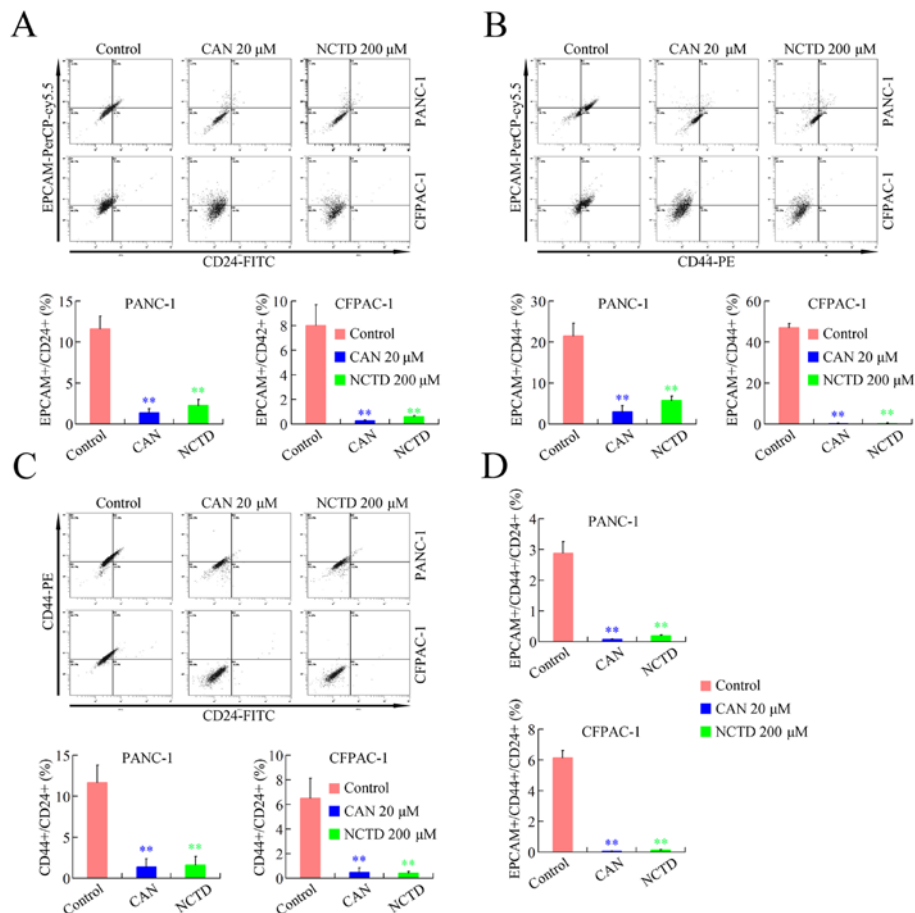 A
Control CAN 20 μM NCTD 200 μM
EPCAM-PerCP-cy5.5
PANC-1
CFPAC-1
CD24-FITC
EPCAM+/CD24+ (%)
PANC-1
15
10
5
0
**
**
Control CAN NCTD
EPCAM+/CD42+ (%)
CFPAC-1
10
8
6
4
2
0
Control
CAN 20 μM
NCTD 200 μM
**
**
Control CAN NCTD
B
Control CAN 20 μM NCTD 200 μM
EPCAM-PerCP-cy5.5
PANC-1
CFPAC-1
CD44-PE
EPCAM+/CD44+ (%)
PANC-1
30
20
10
0
**
**
Control CAN NCTD
EPCAM+/CD44+ (%)
CFPAC-1
60
40
20
0
Control
CAN 20 μM
NCTD 200 μM
**
**
Control CAN NCTD
C
Control CAN 20 μM NCTD 200 μM
CD44-PE
PANC-1
CFPAC-1
CD24-FITC
CD44+/CD24+ (%)
PANC-1
15
10
5
0
**
**
Control CAN NCTD
CD44+/CD24+ (%)
CFPAC-1
8
6
4
2
0
Control
CAN 20 μM
NCTD 200 μM
**
**
Control CAN NCTD
D
EPCAM+/CD44+/CD24+ (%)
PANC-1
4
3
2
1
0
**
**
Control CAN NCTD
Control
CAN 20 μM
NCTD 200 μM
EPCAM+/CD44+/CD24+ (%)
CFPAC-1
8
6
4
2
0
**
**
Control CAN NCTD